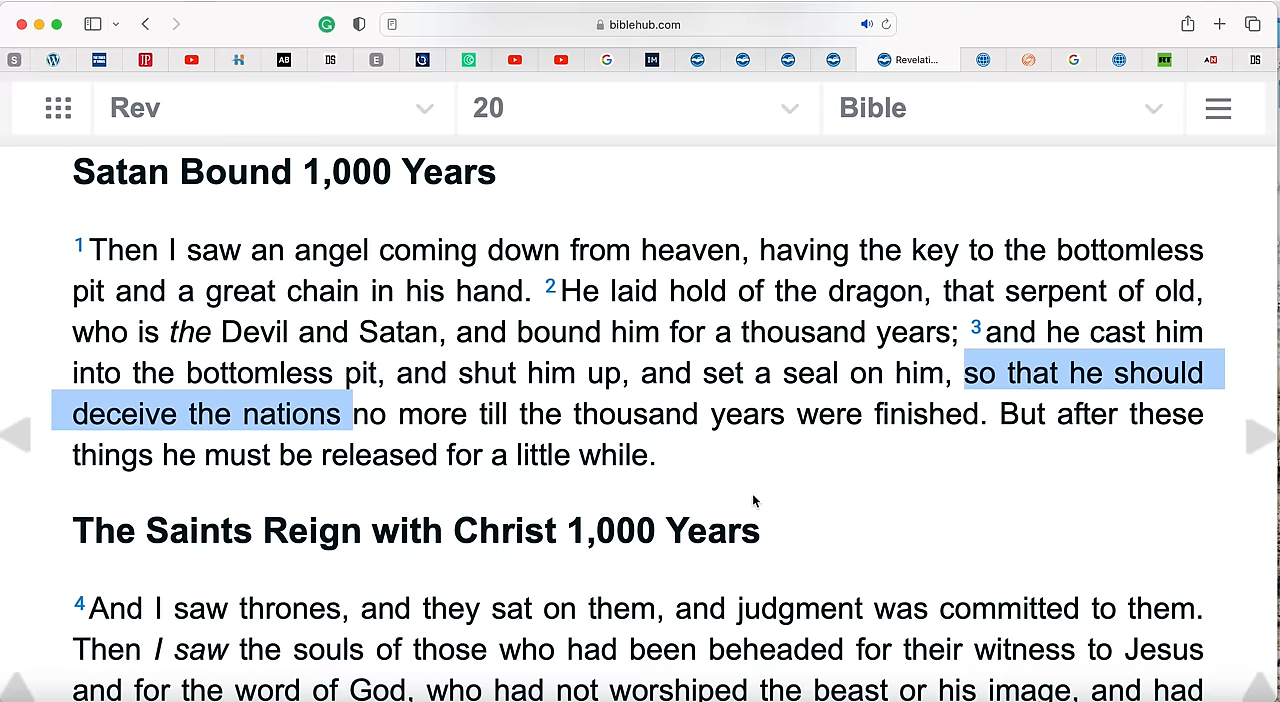 biblehub.com
S
JP
H
AB
DS
E
G
IM
Revelati...
G
RT
DS
Rev 20 Bible
Satan Bound 1,000 Years
1 Then I saw an angel coming down from heaven, having the key to the bottomless
pit and a great chain in his hand. 2 He laid hold of the dragon, that serpent of old,
who is the Devil and Satan, and bound him for a thousand years; 3 and he cast him
into the bottomless pit, and shut him up, and set a seal on him, so that he should
deceive the nations no more till the thousand years were finished. But after these
things he must be released for a little while.
The Saints Reign with Christ 1,000 Years
4 And I saw thrones, and they sat on them, and judgment was committed to them.
Then I saw the souls of those who had been beheaded for their witness to Jesus
and for the word of God, who had not worshiped the beast or his image, and had